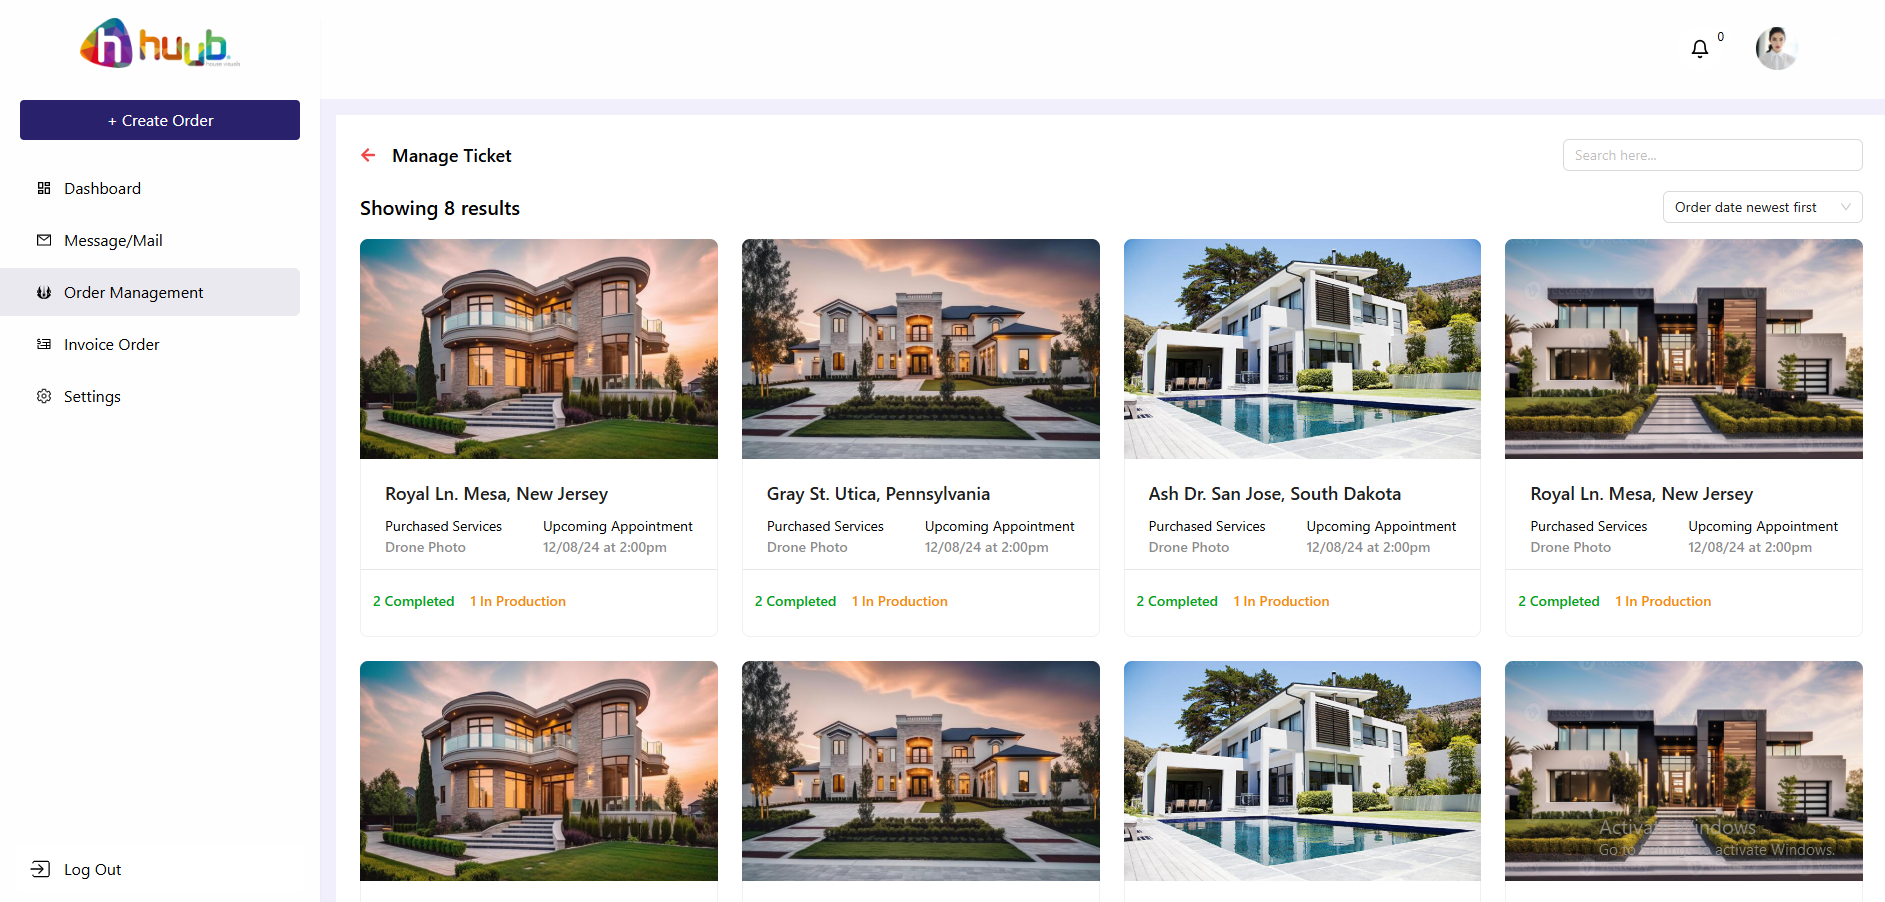 huub.
house visuals
0
+ Create Order
Dashboard
Message/Mail
Order Management
Invoice Order
Settings
Log Out
Manage Ticket
Search here...
Showing 8 results
Order date newest first
Royal Ln. Mesa, New Jersey
Purchased Services Upcoming Appointment
Drone Photo 12/08/24 at 2:00pm
2 Completed 1 In Production
Gray St. Utica, Pennsylvania
Purchased Services Upcoming Appointment
Drone Photo 12/08/24 at 2:00pm
2 Completed 1 In Production
Ash Dr. San Jose, South Dakota
Purchased Services Upcoming Appointment
Drone Photo 12/08/24 at 2:00pm
2 Completed 1 In Production
Royal Ln. Mesa, New Jersey
Purchased Services Upcoming Appointment
Drone Photo 12/08/24 at 2:00pm
2 Completed 1 In Production
Activate Windows
Go to Settings to activate Windows.